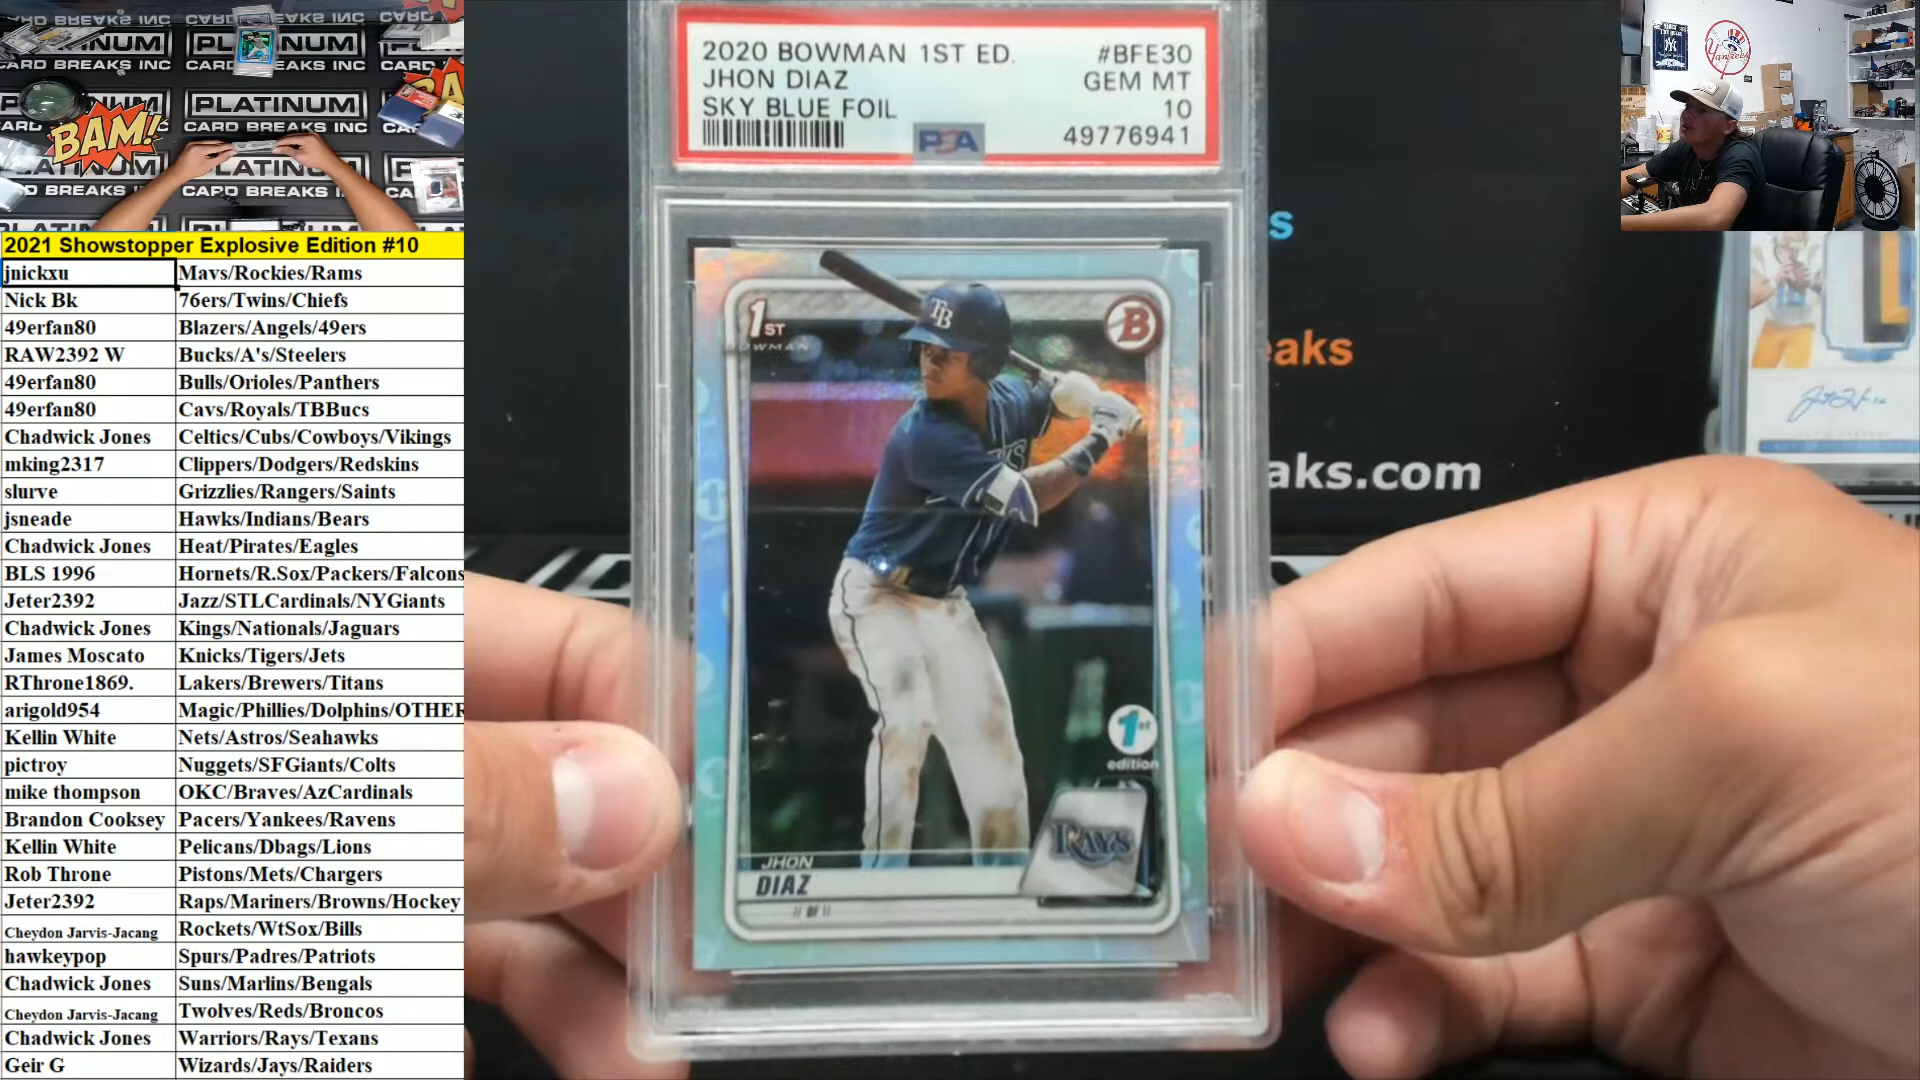 PLATINUM
CARD BREAKS INC
BAM!
PLATINUM
CARD BREAKS INC
2021 Showstopper Explosive Edition #10
jnickxu Mavs/Rockies/Rams
Nick Bk 76ers/Twins/Chiefs
49erfan80 Blazers/Angels/49ers
RAW2392 W Bucks/A's/Steelers
49erfan80 Bulls/Orioles/Panthers
49erfan80 Cavs/Royals/TBBucs
Chadwick Jones Celtics/Cubs/Cowboys/Vikings
mking2317 Clippers/Dodgers/Redskins
slurve Grizzlies/Rangers/Saints
jsneade Hawks/Indians/Bears
Chadwick Jones Heat/Pirates/Eagles
BLS 1996 Hornets/R.Sox/Packers/Falcons
Jeter2392 Jazz/STLCardinals/NYGiants
Chadwick Jones Kings/Nationals/Jaguars
James Moscato Knicks/Tigers/Jets
RThrone1869. Lakers/Brewers/Titans
arigold954 Magic/Phillies/Dolphins/OTHER
Kellin White Nets/Astros/Seahawks
pictroy Nuggets/SFGiants/Colts
mike thompson OKC/Braves/AzCardinals
Brandon Cooksey Pacers/Yankees/Ravens
Kellin White Pelicans/Dbags/Lions
Rob Throne Pistons/Mets/Chargers
Jeter2392 Raps/Mariners/Browns/Hockey
Cheydon Jarvis-Jacang Rockets/WtSox/Bills
hawkeypop Spurs/Padres/Patriots
Chadwick Jones Suns/Marlins/Bengals
Cheydon Jarvis-Jacang Twolves/Reds/Broncos
Chadwick Jones Warriors/Rays/Texans
Geir G Wizards/Jays/Raiders
2020 BOWMAN 1ST ED. #BFE30
JHON DIAZ GEM MT
SKY BLUE FOIL 10
PSA 49776941
1ST
BOWMAN
B
TB
1st
edition
RAYS
JHON
DIAZ
s
eaks
aks.com
Yankees